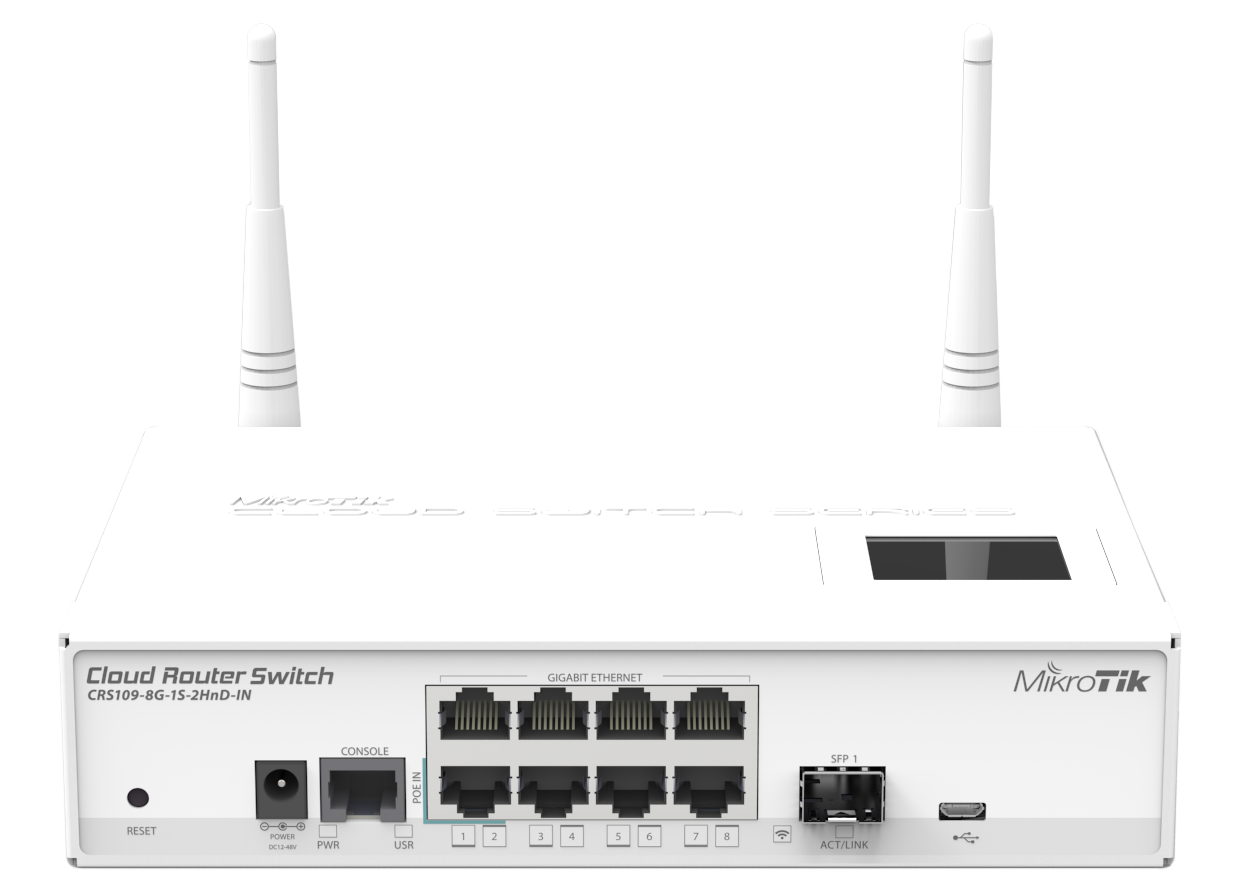 MikroTik
CLOUD SWITCH SERIES
Cloud Router Switch
CRS109-8G-1S-2HnD-IN
GIGABIT ETHERNET
MikroTik
CONSOLE
POE IN
SFP 1
RESET
POWER
DC12-48V
PWR
USR
1 2 3 4 5 6 7 8
ACT/LINK